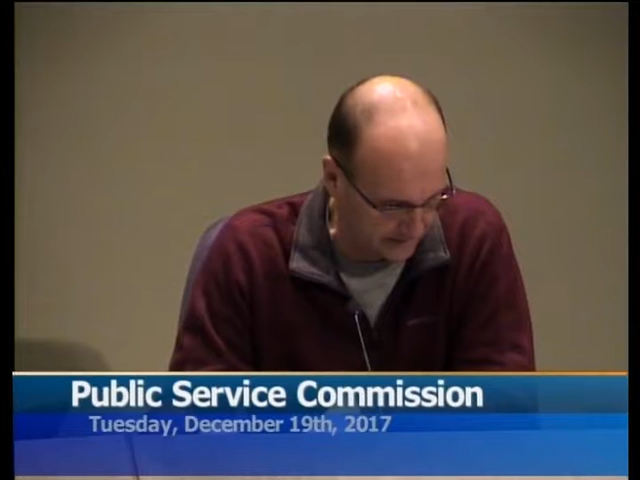 Public Service Commission
Tuesday, December 19th, 2017